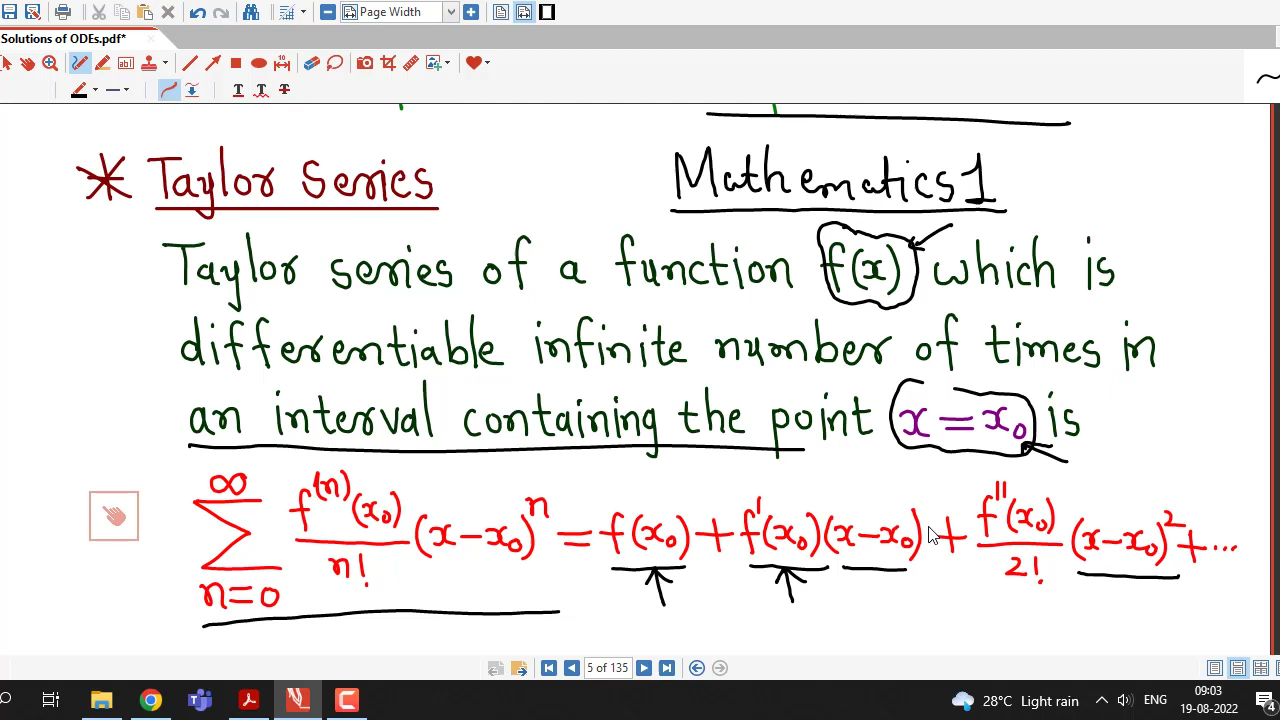 Page Width
Solutions of ODEs.pdf*
* Taylor Series
Mathematics 1
Taylor series of a function f(x) which is
differentiable infinite number of times in
an interval containing the point x = x₀ is
∑_{n=0}^{∞} f⁽ⁿ⁾(x₀)/n! (x-x₀)ⁿ = f(x₀) + f'(x₀)(x-x₀) + f''(x₀)/2! (x-x₀)² + ...
5 of 135
28°C Light rain
ENG
09:03
19-08-2022
4